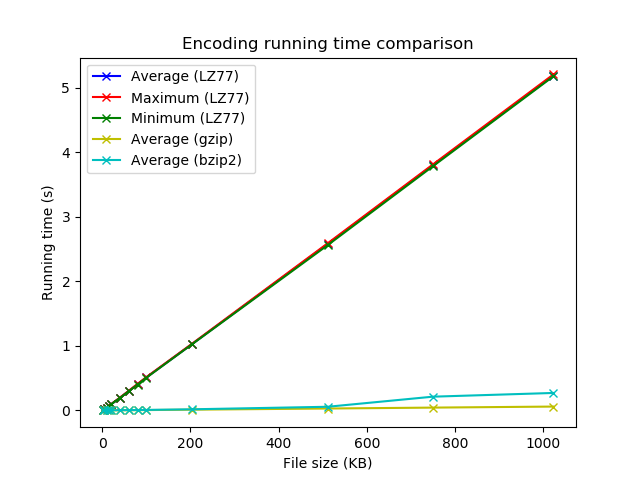 Encoding running time comparison
Average (LZ77)
Maximum (LZ77)
Minimum (LZ77)
Average (gzip)
Average (bzip2)
5
4
3
2
1
0
Running time (s)
0 200 400 600 800 1000
File size (KB)